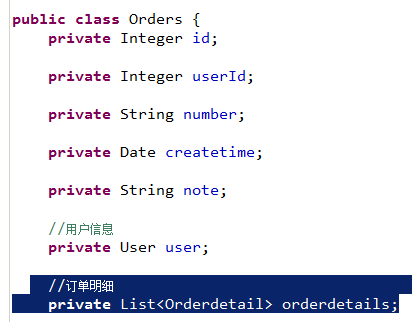 public class Orders {
private Integer id;
private Integer userId;
private String number;
private Date createtime;
private String note;
//用户信息
private User user;
//订单明细
private List<Orderdetail> orderdetails;